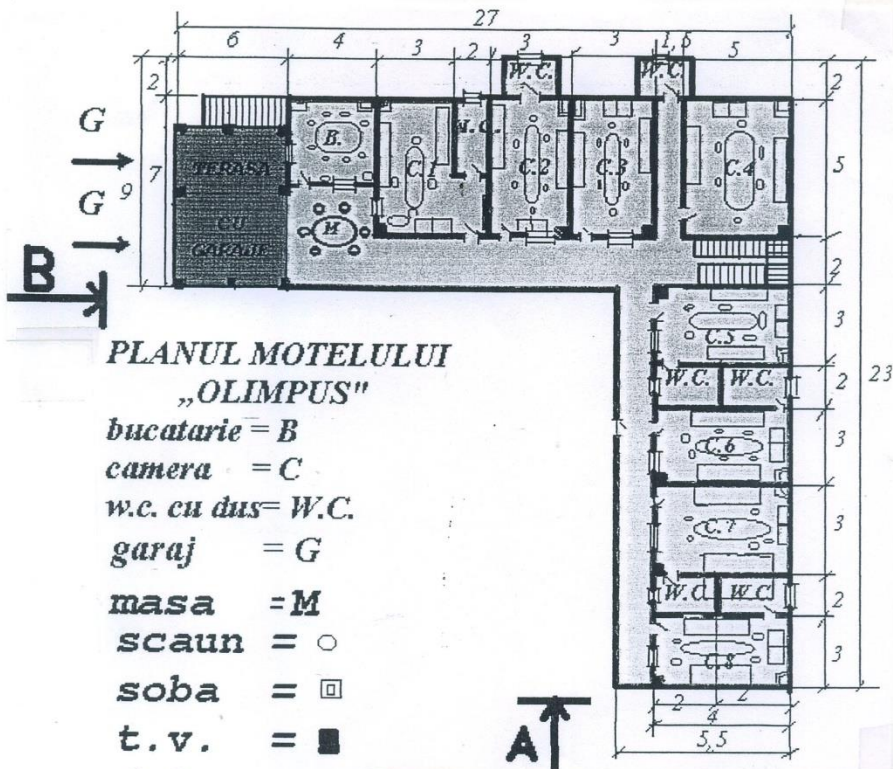 27
6 4 3 2 3 3 1,5 5
W.C. W.C.
2 2
G
B. W.C.
TERASA C.1 C.2 C.3 C.4 5
9 7
G
CU M
GARAJE
B 2
PLANUL MOTELULUI
„OLIMPUS"
C.5 3
W.C. W.C. 2 23
bucatarie = B
camera = C
C.6 3
w.c. cu dus= W.C.
garaj = G
C.7 3
masa =M
W.C. W.C. 2
scaun =
C.8 3
soba =
2 2
4
t.v. =
A 5,5